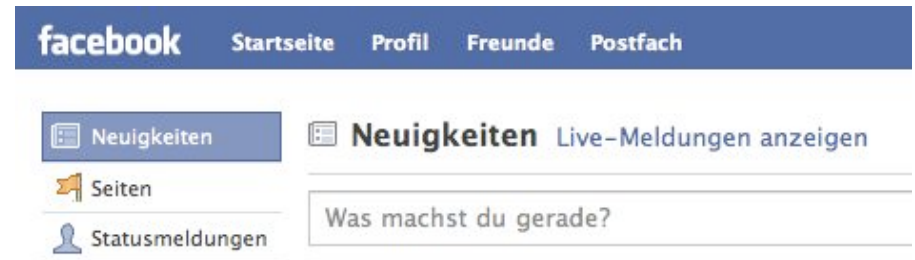 facebook Startseite Profil Freunde Postfach
Neuigkeiten
Seiten
Statusmeldungen
Neuigkeiten Live-Meldungen anzeigen
Was machst du gerade?